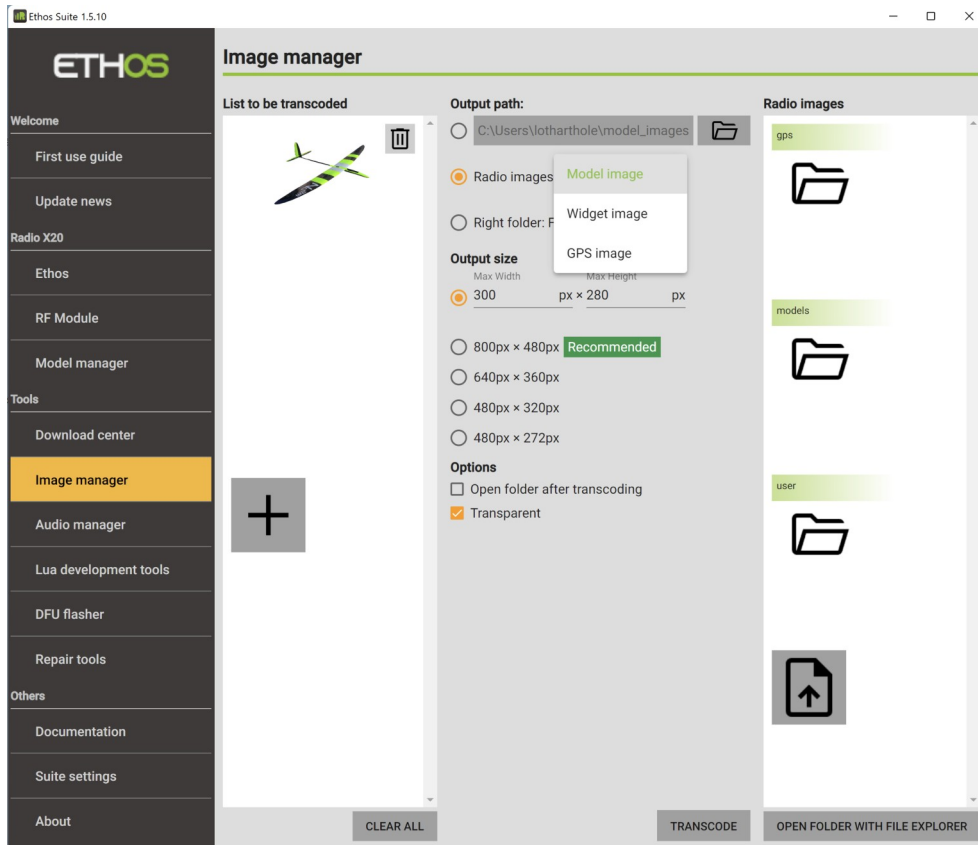 Ethos Suite 1.5.10
ETHOS
Welcome
First use guide
Update news
Radio X20
Ethos
RF Module
Model manager
Tools
Download center
Image manager
Audio manager
Lua development tools
DFU flasher
Repair tools
Others
Documentation
Suite settings
About
Image manager
List to be transcoded
CLEAR ALL
Output path:
C:\Users\lotharthole\model_images
Radio images
Model image
Widget image
GPS image
Right folder: F
Output size
Max Width
Max Height
300 px × 280 px
800px × 480px Recommended
640px × 360px
480px × 320px
480px × 272px
Options
Open folder after transcoding
Transparent
TRANSCODE
Radio images
gps
models
user
OPEN FOLDER WITH FILE EXPLORER